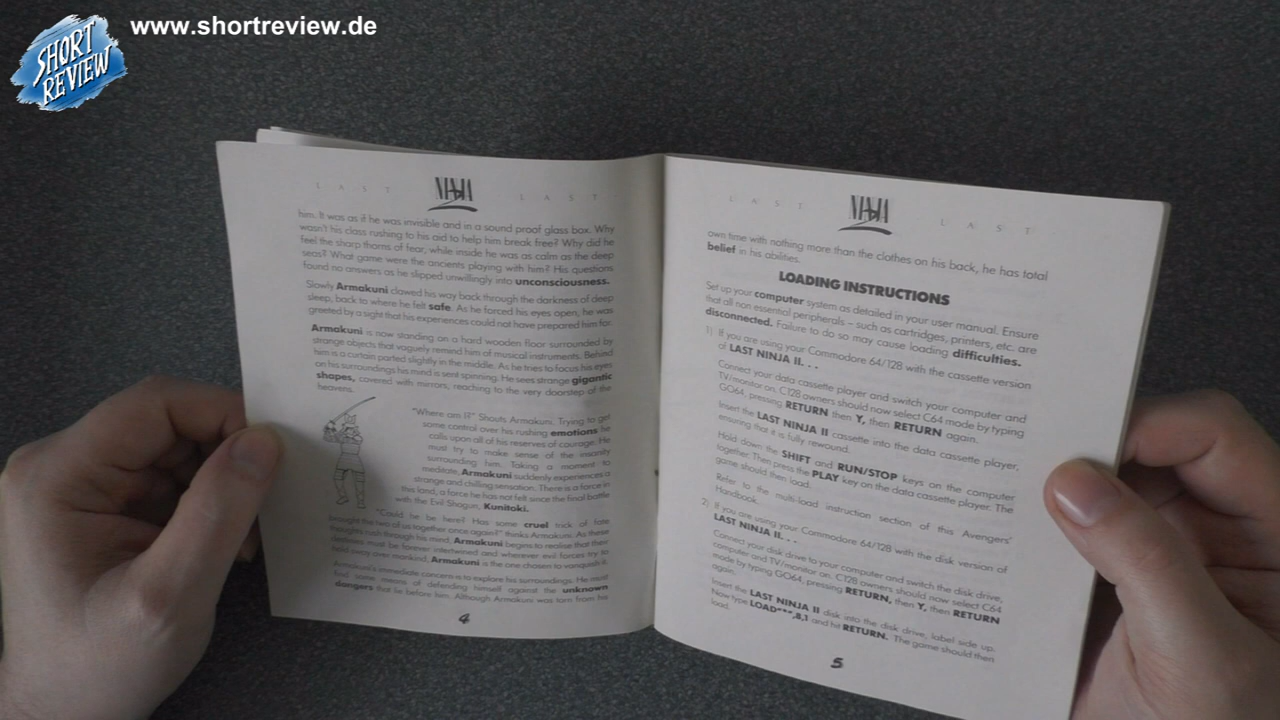 SHORT
REVIEW
www.shortreview.de
LAST NINJA LAST
him. It was as if he was invisible and in a sound proof glass box. Why
wasn't his class rushing to his aid to help him break free? Why did he
feel the sharp thorns of fear, while inside he was as calm as the deep
seas? What game were the ancients playing with him? His questions
found no answers as he slipped unwillingly into unconsciousness.
Slowly Armakuni clawed his way back through the darkness of deep
sleep, back to where he felt safe. As he forced his eyes open, he was
greeted by a sight that his experiences could not have prepared him for.
Armakuni is now standing on a hard wooden floor surrounded by
strange objects that vaguely remind him of musical instruments. Behind
him is a curtain parted slightly in the middle. As he tries to focus his eyes
on his surroundings his mind is sent spinning. He sees strange gigantic
shapes, covered with mirrors, reaching to the very doorstep of the
heavens.
"Where am I?" Shouts Armakuni. Trying to get
some control over his rushing emotions he
calls upon all of his reserves of courage. He
must try to make sense of the insanity
surrounding him. Taking a moment to
meditate, Armakuni suddenly experiences a
strange and chilling sensation. There is a force in
this land, a force he has not felt since the final battle
with the Evil Shogun, Kunitoki.
"Could he be here? Has some cruel trick of fate
brought the two of us together once again?" thinks Armakuni. As these
thoughts rush through his mind, Armakuni begins to realise that their
destinies must be forever intertwined and wherever evil forces try to
hold sway over mankind, Armakuni is the one chosen to vanquish it.
Armakuni's immediate concern is to explore his surroundings. He must
find some means of defending himself against the unknown
dangers that lie before him. Although Armakuni was torn from his
4
LAST NINJA LAST
own time with nothing more than the clothes on his back, he has total
belief in his abilities.
LOADING INSTRUCTIONS
Set up your computer system as detailed in your user manual. Ensure
that all non essential peripherals – such as cartridges, printers, etc. are
disconnected. Failure to do so may cause loading difficulties.
1) If you are using your Commodore 64/128 with the cassette version
of LAST NINJA II. . .
Connect your data cassette player and switch your computer and
TV/monitor on. C128 owners should now select C64 mode by typing
GO64, pressing RETURN then Y, then RETURN again.
Insert the LAST NINJA II cassette into the data cassette player,
ensuring that it is fully rewound.
Hold down the SHIFT and RUN/STOP keys on the computer
together. Then press the PLAY key on the data cassette player. The
game should then load.
Refer to the multi-load instruction section of this Avengers'
Handbook.
2) If you are using your Commodore 64/128 with the disk version of
LAST NINJA II. . .
Connect your disk drive to your computer and switch the disk drive,
computer and TV/monitor on. C128 owners should now select C64
mode by typing GO64, pressing RETURN, then Y, then RETURN
again.
Insert the LAST NINJA II disk into the disk drive, label side up.
Now type LOAD"*",8,1 and hit RETURN. The game should then
load.
5